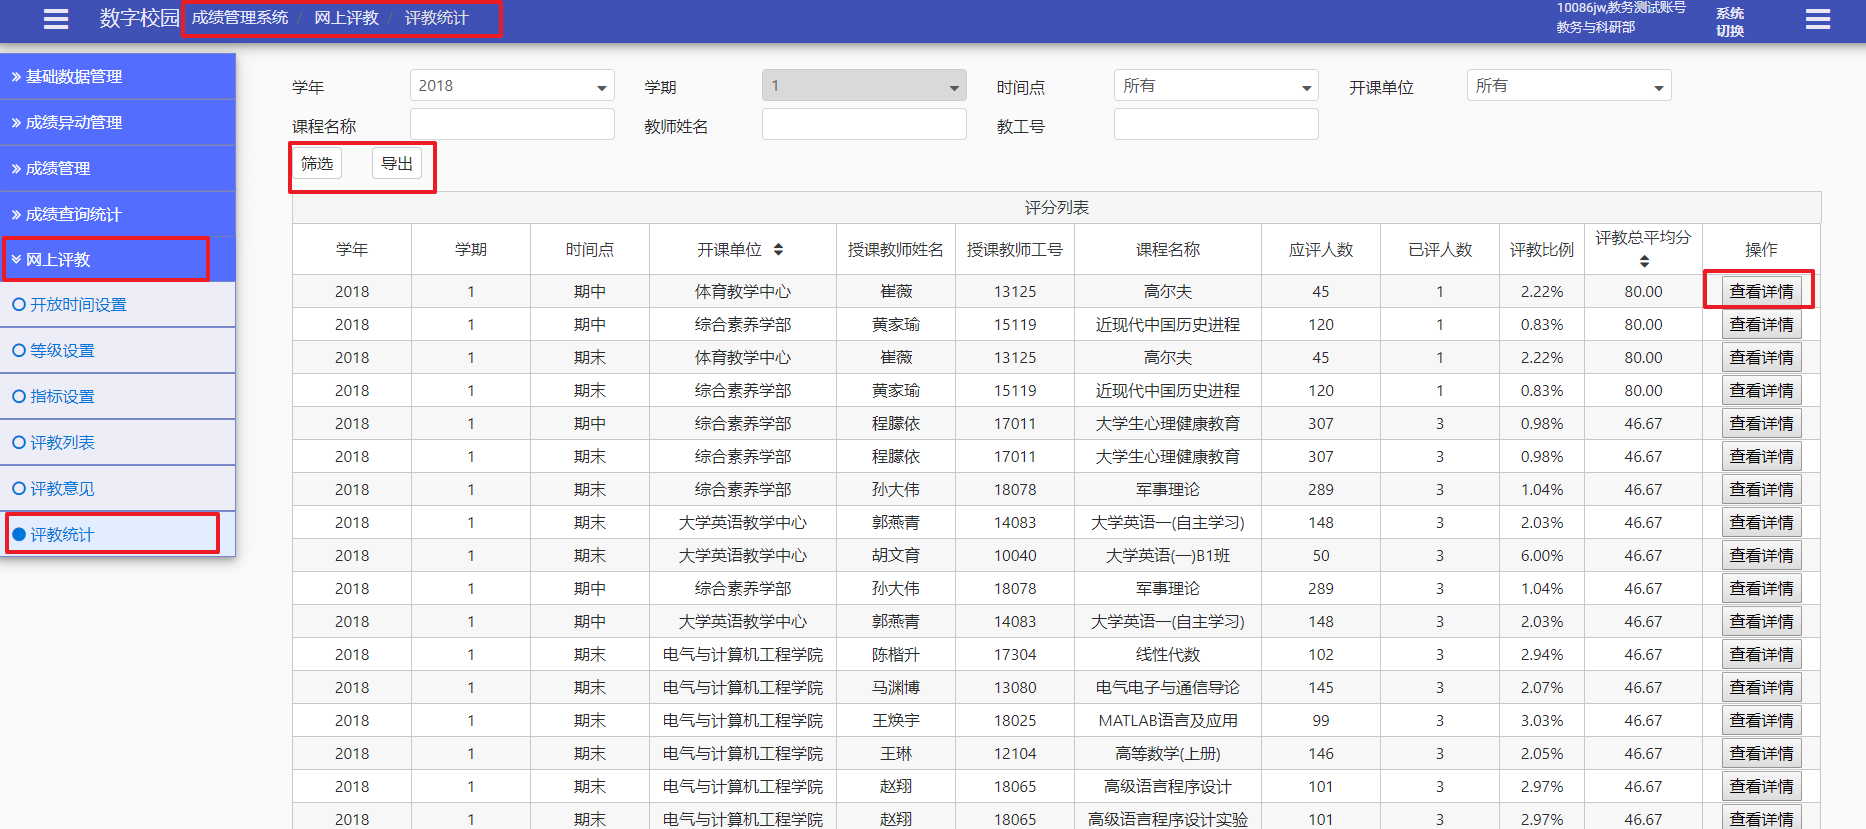 数字校园 成绩管理系统 / 网上评教 / 评教统计
10086jw,教务测试账号
教务与科研部
系统
切换
基础数据管理
成绩异动管理
成绩管理
成绩查询统计
网上评教
开放时间设置
等级设置
指标设置
评教列表
评教意见
评教统计
学年 2018 学期 1 时间点 所有 开课单位 所有
课程名称 教师姓名 教工号
筛选 导出
评分列表
学年 学期 时间点 开课单位 授课教师姓名 授课教师工号 课程名称 应评人数 已评人数 评教比例 评教总平均分 操作
2018 1 期中 体育教学中心 崔薇 13125 高尔夫 45 1 2.22% 80.00 查看详情
2018 1 期中 综合素养学部 黄家瑜 15119 近现代中国历史进程 120 1 0.83% 80.00 查看详情
2018 1 期末 体育教学中心 崔薇 13125 高尔夫 45 1 2.22% 80.00 查看详情
2018 1 期末 综合素养学部 黄家瑜 15119 近现代中国历史进程 120 1 0.83% 80.00 查看详情
2018 1 期中 综合素养学部 程朦依 17011 大学生心理健康教育 307 3 0.98% 46.67 查看详情
2018 1 期末 综合素养学部 程朦依 17011 大学生心理健康教育 307 3 0.98% 46.67 查看详情
2018 1 期末 综合素养学部 孙大伟 18078 军事理论 289 3 1.04% 46.67 查看详情
2018 1 期末 大学英语教学中心 郭燕青 14083 大学英语一(自主学习) 148 3 2.03% 46.67 查看详情
2018 1 期末 大学英语教学中心 胡文育 10040 大学英语(一)B1班 50 3 6.00% 46.67 查看详情
2018 1 期中 综合素养学部 孙大伟 18078 军事理论 289 3 1.04% 46.67 查看详情
2018 1 期中 大学英语教学中心 郭燕青 14083 大学英语一(自主学习) 148 3 2.03% 46.67 查看详情
2018 1 期末 电气与计算机工程学院 陈楷升 17304 线性代数 102 3 2.94% 46.67 查看详情
2018 1 期末 电气与计算机工程学院 马渊博 13080 电气电子与通信导论 145 3 2.07% 46.67 查看详情
2018 1 期末 电气与计算机工程学院 王焕宇 18025 MATLAB语言及应用 99 3 3.03% 46.67 查看详情
2018 1 期末 电气与计算机工程学院 王琳 12104 高等数学(上册) 146 3 2.05% 46.67 查看详情
2018 1 期末 电气与计算机工程学院 赵翔 18065 高级语言程序设计 101 3 2.97% 46.67 查看详情
2018 1 期末 电气与计算机工程学院 赵翔 18065 高级语言程序设计实验 101 3 2.97% 46.67 查看详情